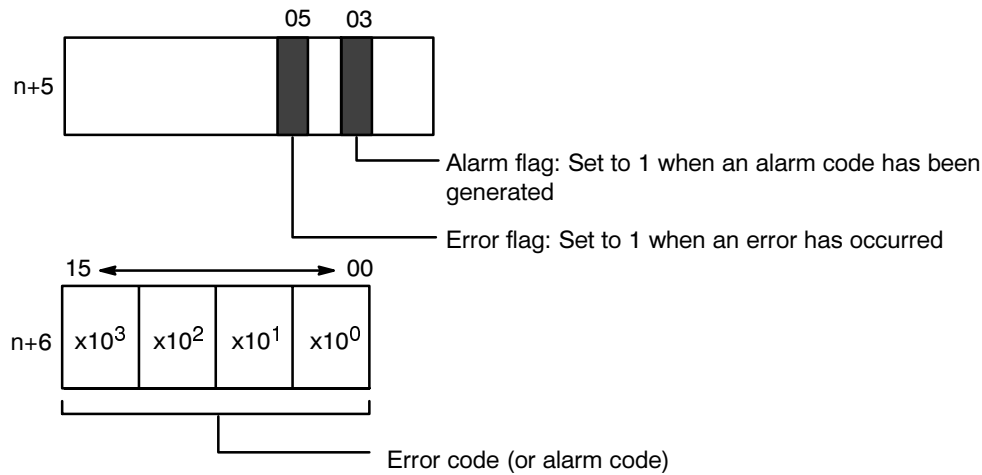 05 03
n+5
Alarm flag: Set to 1 when an alarm code has been
generated
Error flag: Set to 1 when an error has occurred
15 00
n+6 x10³ x10² x10¹ x10⁰
Error code (or alarm code)